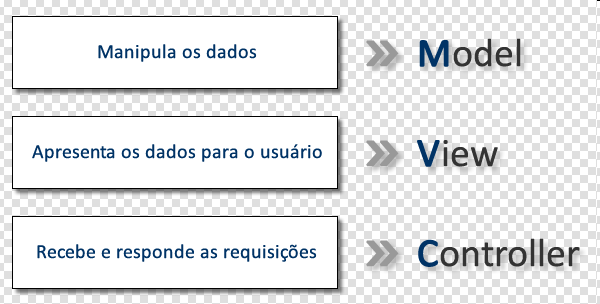 Manipula os dados
Model
Apresenta os dados para o usuário
View
Recebe e responde as requisições
Controller